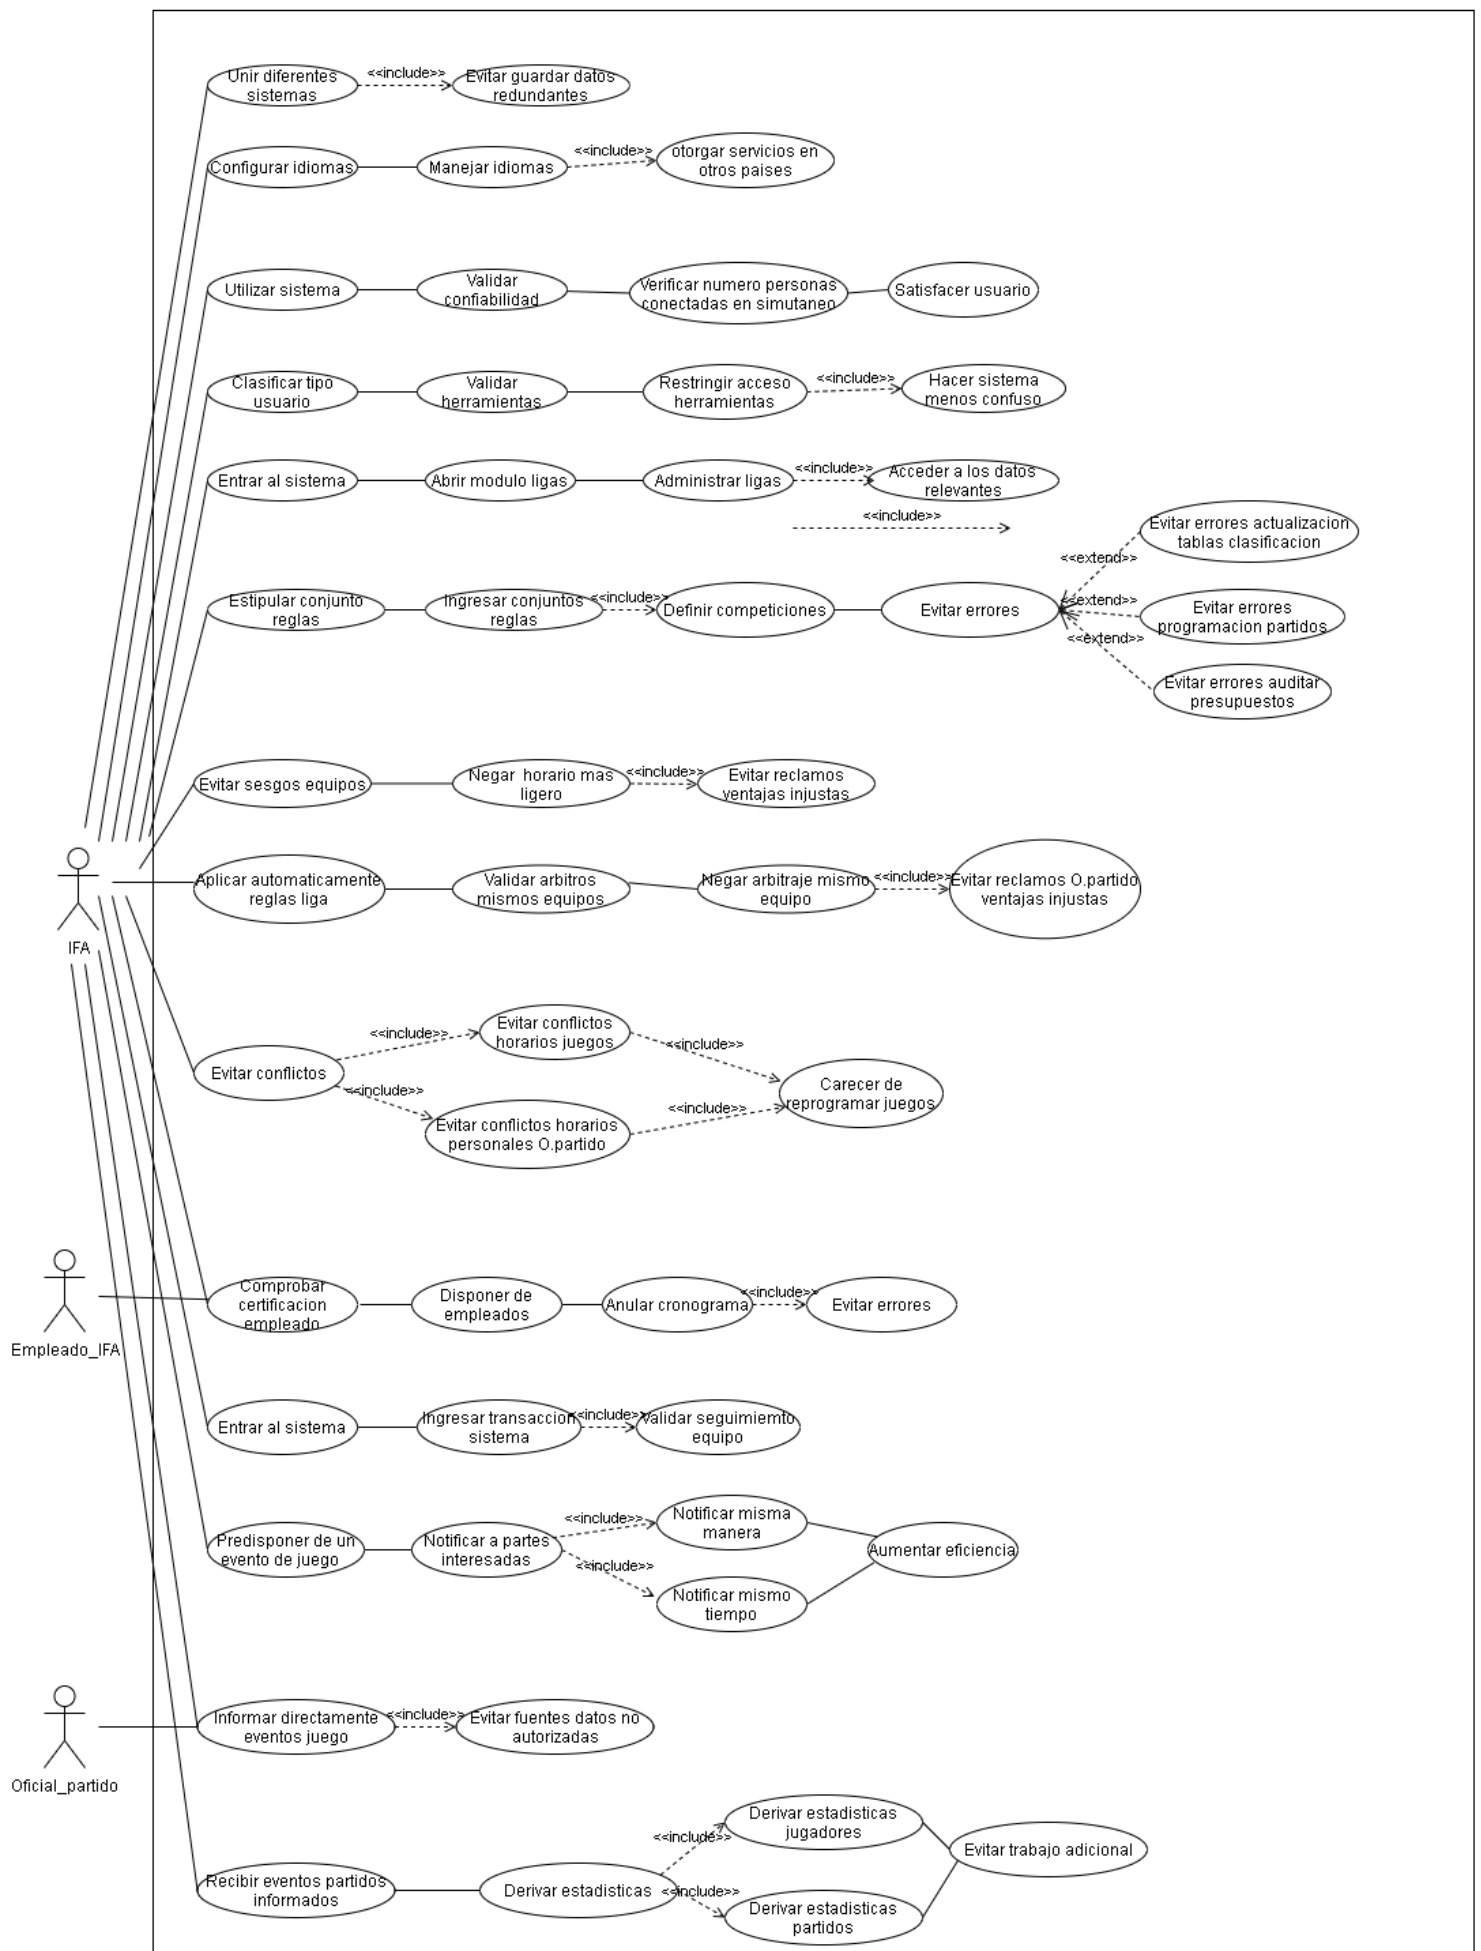 Unir diferentes
sistemas
<<include>>
Evitar guardar datos
redundantes
Configurar idiomas
Manejar idiomas
<<include>>
otorgar servicios en
otros paises
Utilizar sistema
Validar
confiabilidad
Verificar numero personas
conectadas en simutaneo
Satisfacer usuario
Clasificar tipo
usuario
Validar
herramientas
Restringir acceso
herramientas
<<include>>
Hacer sistema
menos confuso
Entrar al sistema
Abrir modulo ligas
Administrar ligas
<<include>>
Acceder a los datos
relevantes
<<include>>
Estipular conjunto
reglas
Ingresar conjuntos
reglas
<<include>>
Definir competiciones
Evitar errores
<<extend>>
Evitar errores actualizacion
tablas clasificacion
<<extend>>
Evitar errores
programacion partidos
<<extend>>
Evitar errores auditar
presupuestos
Evitar sesgos equipos
Negar  horario mas
ligero
<<include>>
Evitar reclamos
ventajas injustas
IFA
Aplicar automaticamente
reglas liga
Validar arbitros
mismos equipos
Negar arbitraje mismo
equipo
<<include>>
Evitar reclamos O.partido
ventajas injustas
Evitar conflictos
<<include>>
Evitar conflictos
horarios juegos
<<include>>
<<include>>
Evitar conflictos horarios
personales O.partido
<<include>>
Carecer de
reprogramar juegos
Empleado_IFA
Comprobar
certificacion
empleado
Disponer de
empleados
Anular cronograma
<<include>>
Evitar errores
Entrar al sistema
Ingresar transaccion
sistema
<<include>>
Validar seguimiemto
equipo
Predisponer de un
evento de juego
Notificar a partes
interesadas
<<include>>
Notificar misma
manera
<<include>>
Notificar mismo
tiempo
Aumentar eficiencia
Oficial_partido
Informar directamente
eventos juego
<<include>>
Evitar fuentes datos no
autorizadas
Recibir eventos partidos
informados
Derivar estadisticas
<<include>>
Derivar estadisticas
jugadores
<<include>>
Derivar estadisticas
partidos
Evitar trabajo adicional